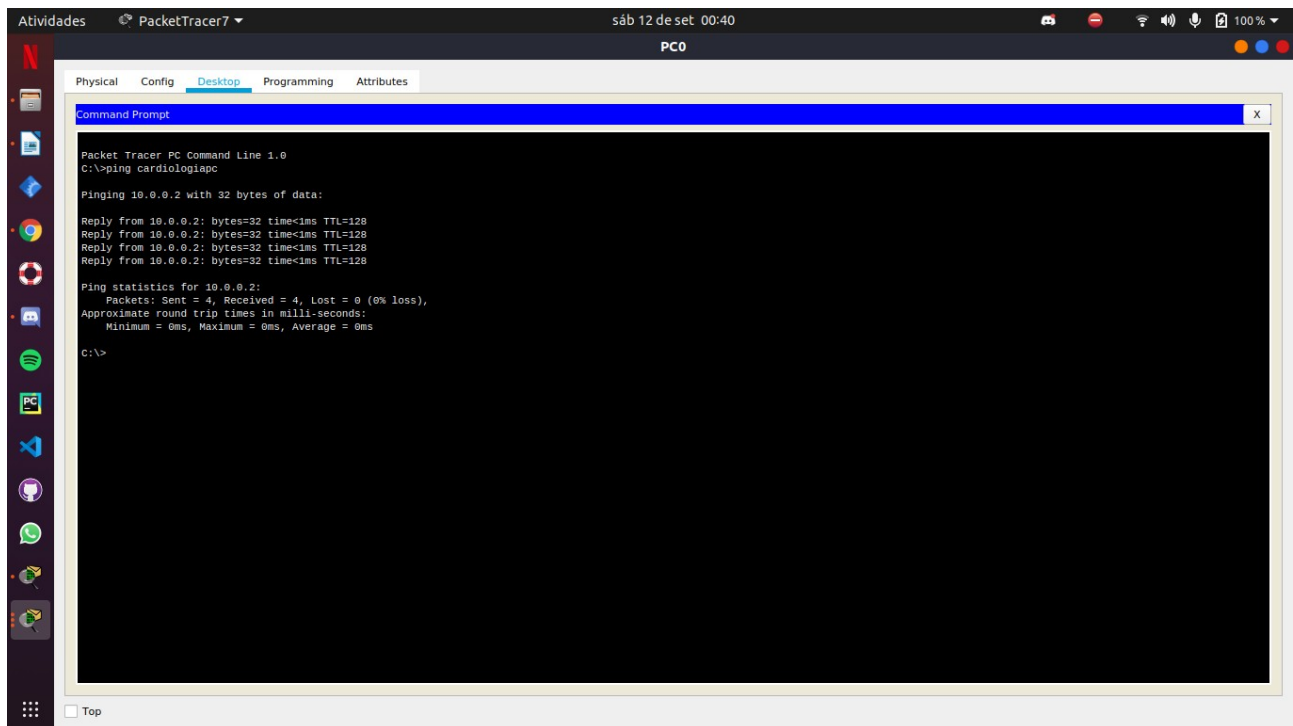 Atividades PacketTracer7 sáb 12 de set 00:40 100 %
PC0
Physical Config Desktop Programming Attributes
Command Prompt X
Packet Tracer PC Command Line 1.0
C:\>ping cardiologiapc
Pinging 10.0.0.2 with 32 bytes of data:
Reply from 10.0.0.2: bytes=32 time<1ms TTL=128
Reply from 10.0.0.2: bytes=32 time<1ms TTL=128
Reply from 10.0.0.2: bytes=32 time<1ms TTL=128
Reply from 10.0.0.2: bytes=32 time<1ms TTL=128
Ping statistics for 10.0.0.2:
Packets: Sent = 4, Received = 4, Lost = 0 (0% loss),
Approximate round trip times in milli-seconds:
Minimum = 0ms, Maximum = 0ms, Average = 0ms
C:\>
N
PC
Top